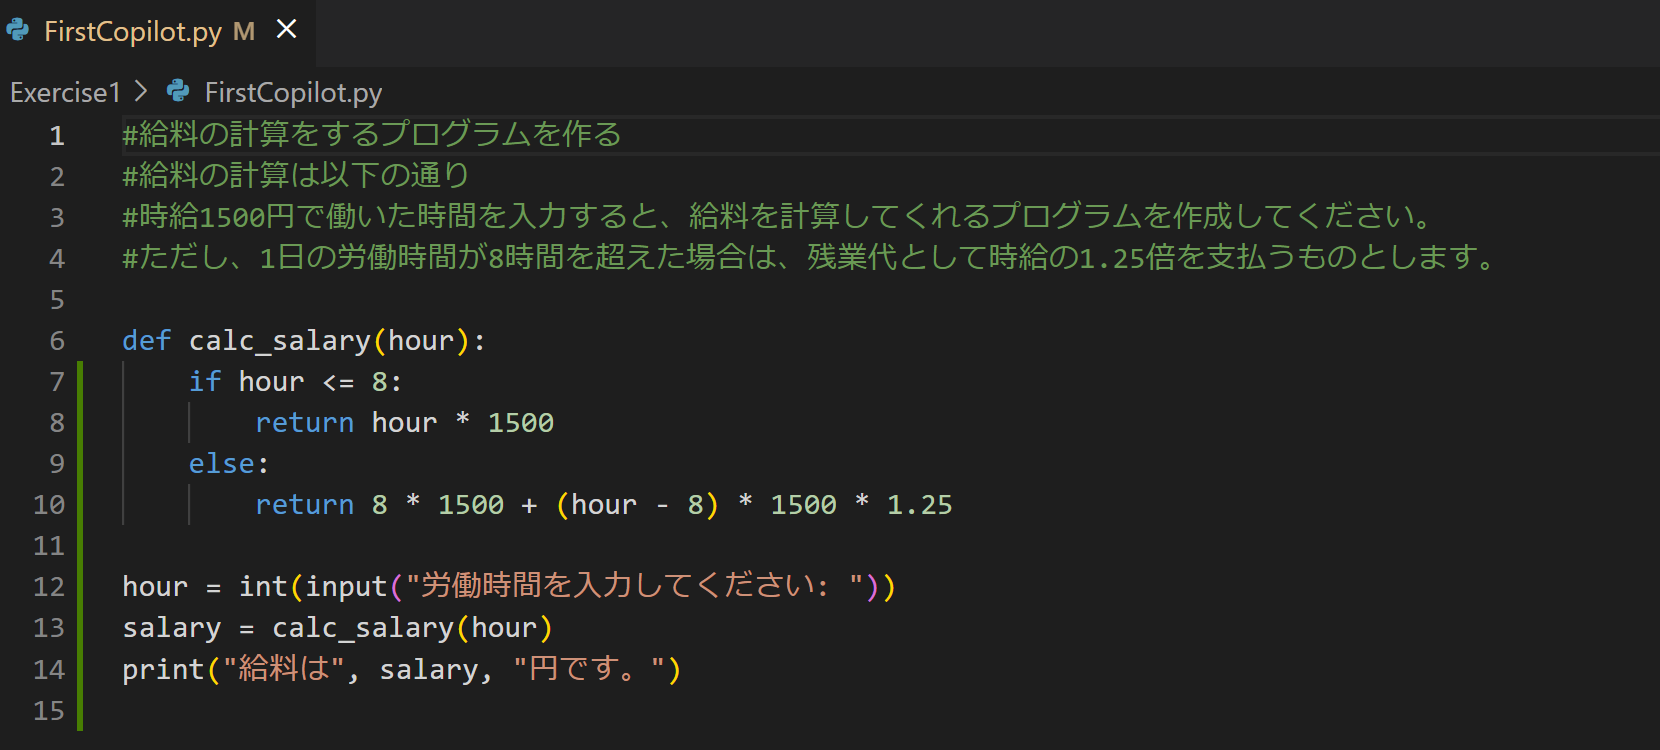 FirstCopilot.py M ×
Exercise1 > FirstCopilot.py
1 #給料の計算をするプログラムを作る
2 #給料の計算は以下の通り
3 #時給1500円で働いた時間を入力すると、給料を計算してくれるプログラムを作成してください。
4 #ただし、1日の労働時間が8時間を超えた場合は、残業代として時給の1.25倍を支払うものとします。
5
6 def calc_salary(hour):
7     if hour <= 8:
8         return hour * 1500
9     else:
10         return 8 * 1500 + (hour - 8) * 1500 * 1.25
11
12 hour = int(input("労働時間を入力してください: "))
13 salary = calc_salary(hour)
14 print("給料は", salary, "円です。")
15